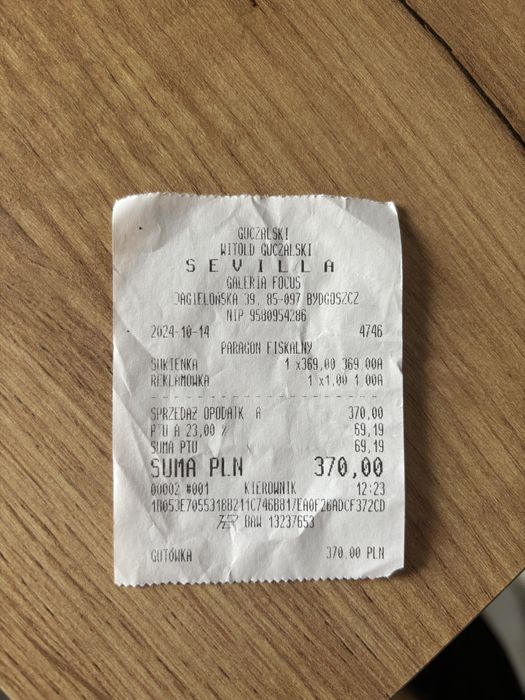 GUCZALSKI
WITOLD GUCZALSKI
SEVILLA
GALERIA FOCUS
JAGIELOŃSKA 39, 85-097 BYDGOSZCZ
NIP 9580954286
2024-10-14 4746
PARAGON FISKALNY
SUKIENKA 1 x369,00 369,00A
REKLAMÓWKA 1 x1,00 1,00A
SPRZEDAŻ OPODATK A 370,00
PTU A 23,00 % 69,19
SUMA PTU 69,19
SUMA PLN 370,00
00002 #001 KIEROWNIK 12:23
BAW 13237653
GOTÓWKA 370,00 PLN